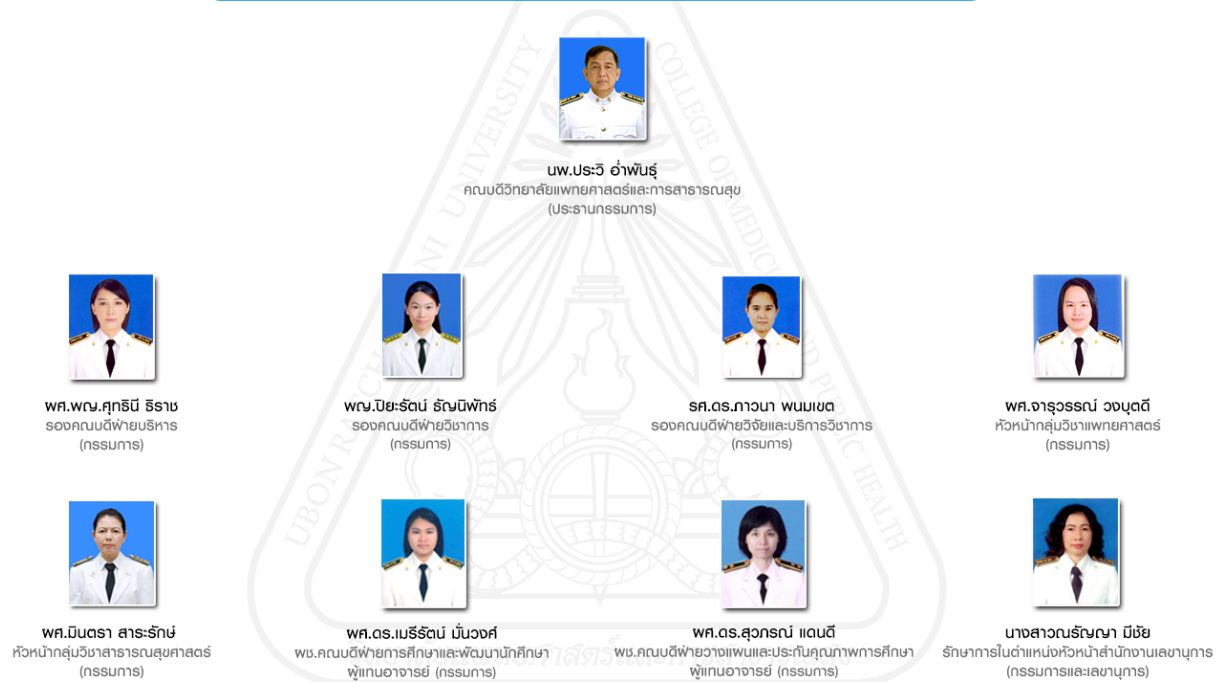 นพ.ประวิ อ่ำพันธุ์
คณบดีวิทยาลัยแพทยศาสตร์และการสาธารณสุข
(ประธานกรรมการ)
ผศ.พญ.ศุทธินี ธิราช
รองคณบดีฝ่ายบริหาร
(กรรมการ)
พญ.ปิยะรัตน์ ธัญนิพัทธ์
รองคณบดีฝ่ายวิชาการ
(กรรมการ)
รศ.ดร.ภาวนา พนมเขต
รองคณบดีฝ่ายวิจัยและบริการวิชาการ
(กรรมการ)
ผศ.จารุวรรณ์ วงบุตดี
หัวหน้ากลุ่มวิชาแพทยศาสตร์
(กรรมการ)
ผศ.มินตรา สาระรักษ์
หัวหน้ากลุ่มวิชาสาธารณสุขศาสตร์
(กรรมการ)
ผศ.ดร.เมรีรัตน์ มั่นวงศ์
ผช.คณบดีฝ่ายการศึกษาและพัฒนานักศึกษา
ผู้แทนอาจารย์ (กรรมการ)
ผศ.ดร.สุวภรณ์ แดนดี
ผช.คณบดีฝ่ายวางแผนและประกันคุณภาพการศึกษา
ผู้แทนอาจารย์ (กรรมการ)
นางสาวณรัญญา มีชัย
รักษาการในตำแหน่งหัวหน้าสำนักงานเลขานุการ
(กรรมการและเลขานุการ)
UBON RATCHATHANI UNIVERSITY
COLLEGE OF MEDICINE AND PUBLIC HEALTH